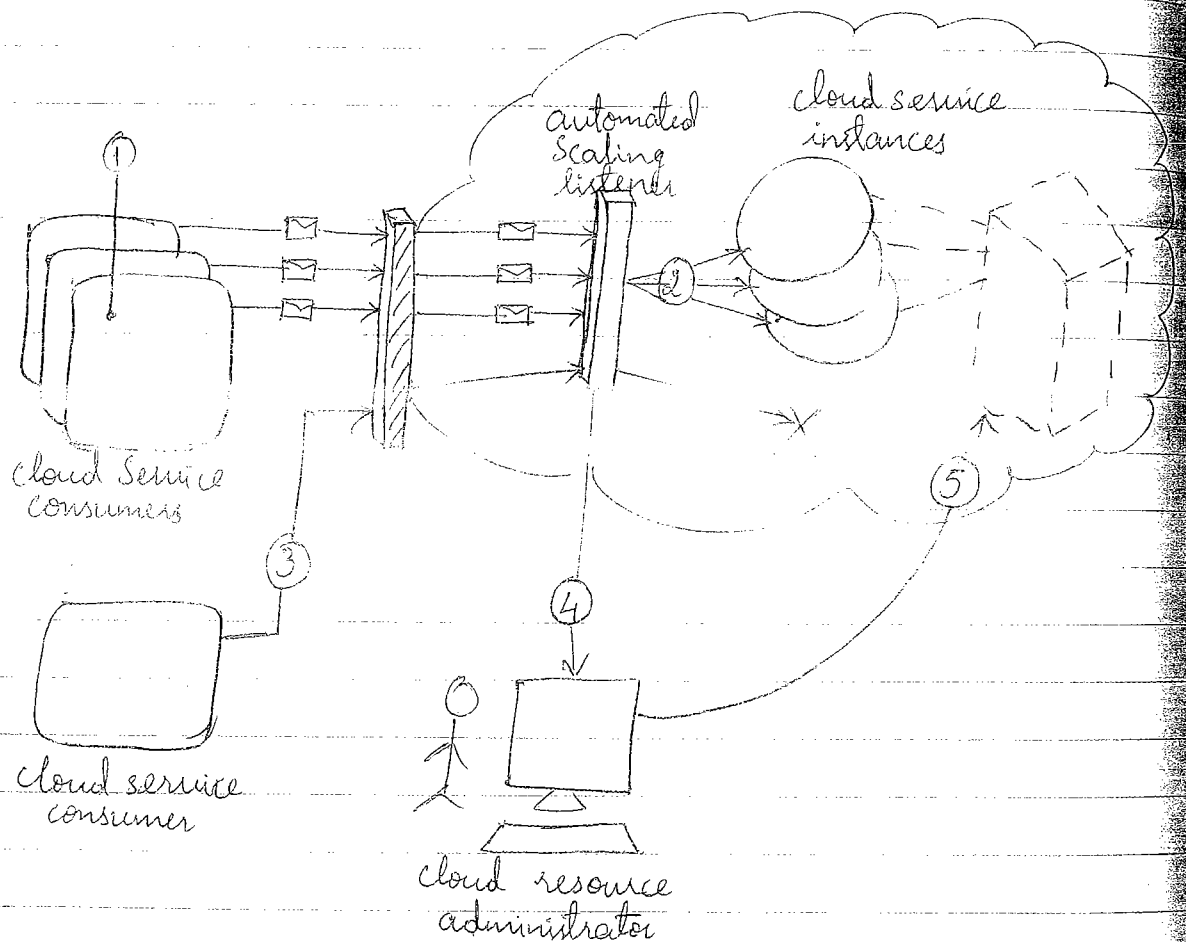 automated
Scaling
listener
cloud service
instances
1
2
cloud Service
consumers
3
5
4
cloud service
consumer
cloud resource
administrator